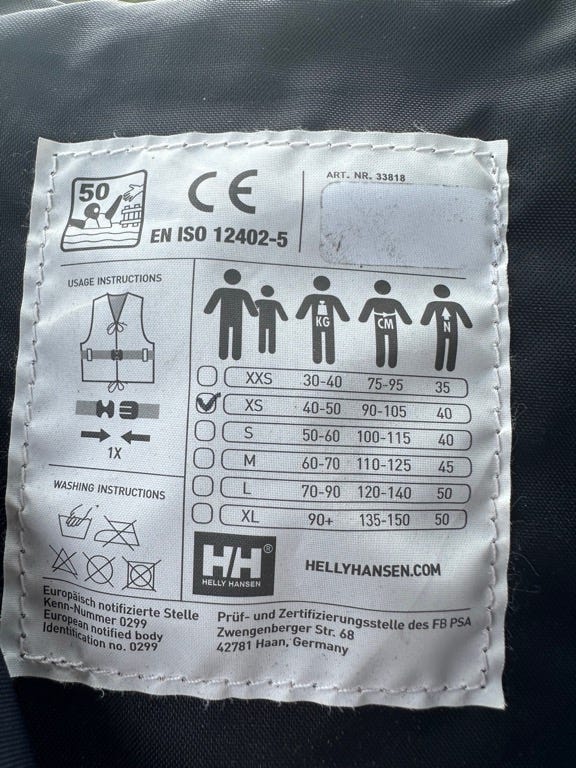 50
CE
EN ISO 12402-5
ART. NR. 33818
USAGE INSTRUCTIONS
1X
WASHING INSTRUCTIONS
KG CM N
XXS 30-40 75-95 35
XS 40-50 90-105 40
S 50-60 100-115 40
M 60-70 110-125 45
L 70-90 120-140 50
XL 90+ 135-150 50
HH®
HELLY HANSEN
HELLYHANSEN.COM
Europäisch notifizierte Stelle
Kenn-Nummer 0299
European notified body
Identification no. 0299
Prüf- und Zertifizierungsstelle des FB PSA
Zwengenberger Str. 68
42781 Haan, Germany